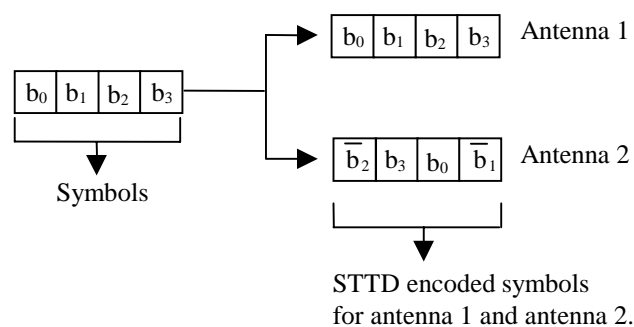 b₀ b₁ b₂ b₃ Antenna 1
b₀ b₁ b₂ b₃
b̅₂ b₃ b₀ b̅₁ Antenna 2
Symbols
STTD encoded symbols
for antenna 1 and antenna 2.